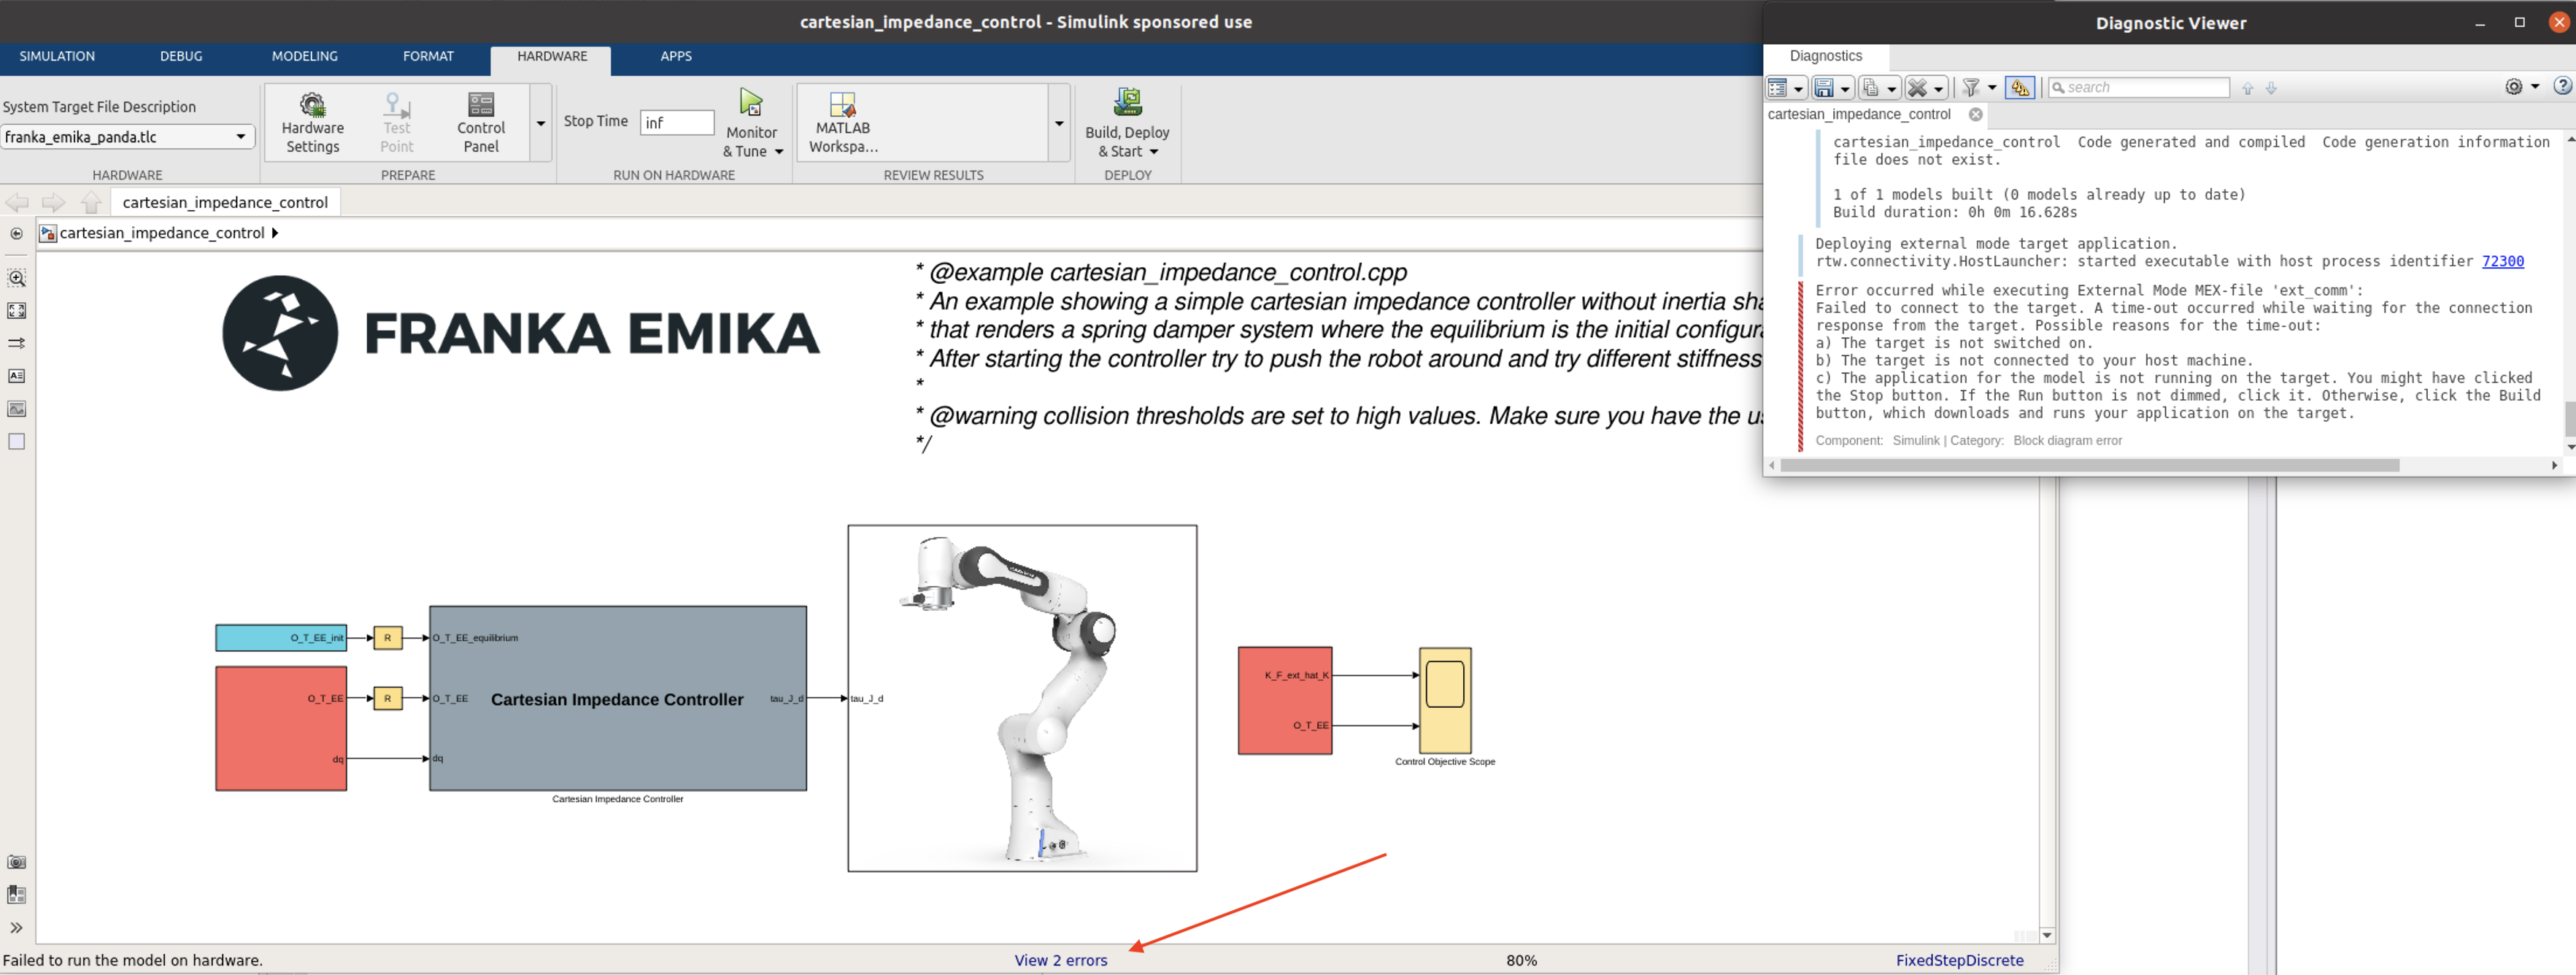 cartesian_impedance_control - Simulink sponsored use
SIMULATION
DEBUG
MODELING
FORMAT
HARDWARE
APPS
System Target File Description
franka_emika_panda.tlc
HARDWARE
Hardware
Settings
Test
Point
Control
Panel
PREPARE
Stop Time
inf
Monitor
& Tune
RUN ON HARDWARE
MATLAB
Workspa...
REVIEW RESULTS
Build, Deploy
& Start
DEPLOY
cartesian_impedance_control
cartesian_impedance_control
FRANKA EMIKA
* @example cartesian_impedance_control.cpp
* An example showing a simple cartesian impedance controller without inertia sha
* that renders a spring damper system where the equilibrium is the initial configura
* After starting the controller try to push the robot around and try different stiffness
*
* @warning collision thresholds are set to high values. Make sure you have the us
*/
O_T_EE_init
R
O_T_EE_equilibrium
O_T_EE
R
O_T_EE
Cartesian Impedance Controller
tau_J_d
tau_J_d
dq
dq
Cartesian Impedance Controller
K_F_ext_hat_K
O_T_EE
Control Objective Scope
Failed to run the model on hardware.
View 2 errors
80%
FixedStepDiscrete
Diagnostic Viewer
Diagnostics
search
cartesian_impedance_control
cartesian_impedance_control Code generated and compiled Code generation information
file does not exist.
1 of 1 models built (0 models already up to date)
Build duration: 0h 0m 16.628s
Deploying external mode target application.
rtw.connectivity.HostLauncher: started executable with host process identifier 72300
Error occurred while executing External Mode MEX-file 'ext_comm':
Failed to connect to the target. A time-out occurred while waiting for the connection
response from the target. Possible reasons for the time-out:
a) The target is not switched on.
b) The target is not connected to your host machine.
c) The application for the model is not running on the target. You might have clicked
the Stop button. If the Run button is not dimmed, click it. Otherwise, click the Build
button, which downloads and runs your application on the target.
Component: Simulink | Category: Block diagram error